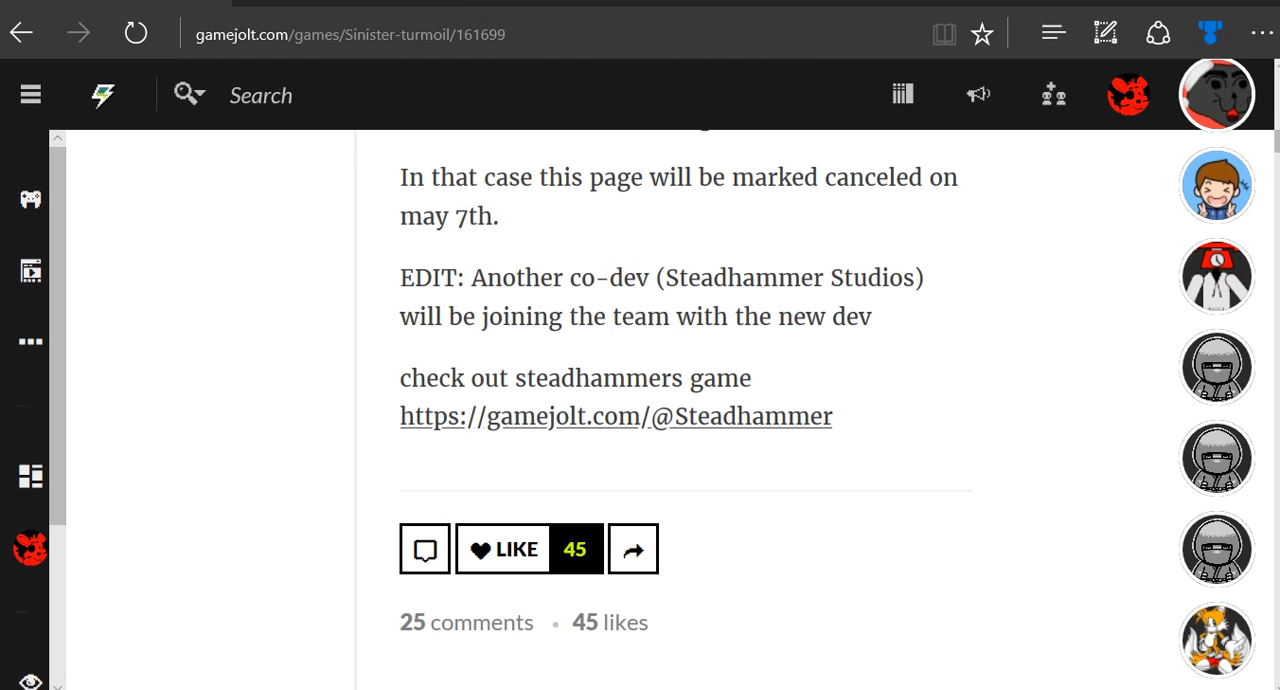 gamejolt.com/games/Sinister-turmoil/161699
Search
In that case this page will be marked canceled on
may 7th.
EDIT: Another co-dev (Steadhammer Studios)
will be joining the team with the new dev
check out steadhammers game
https://gamejolt.com/@Steadhammer
LIKE 45
25 comments • 45 likes